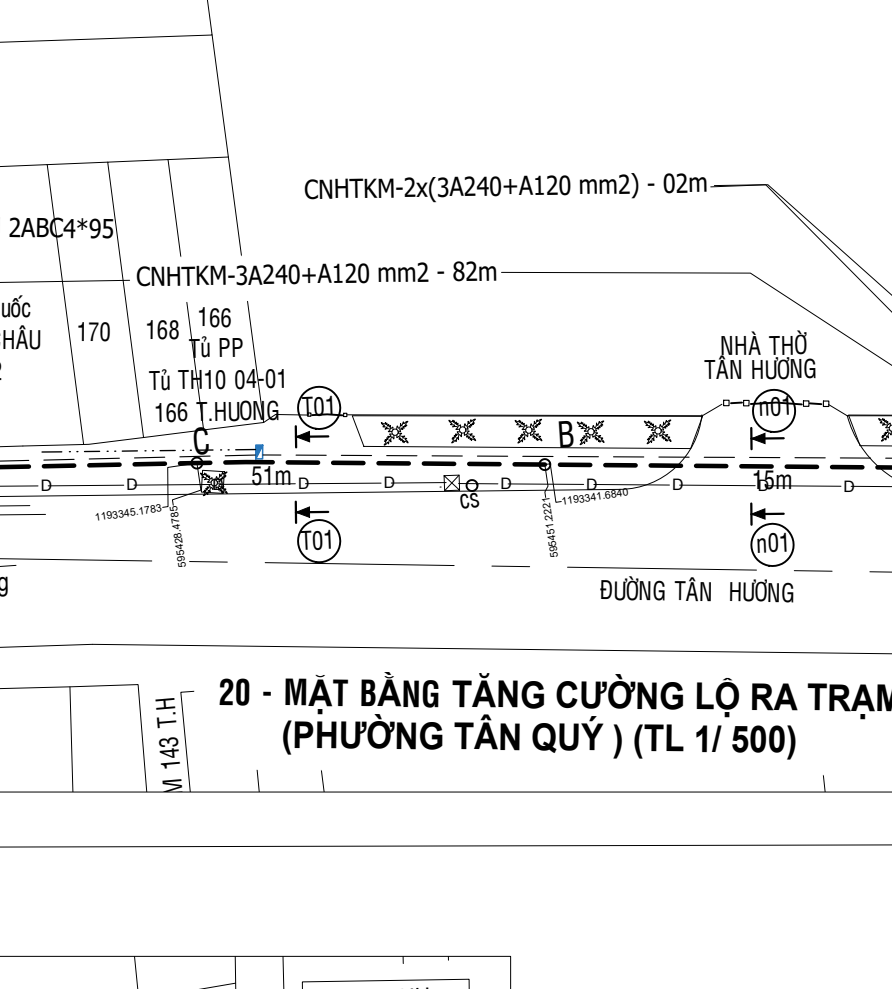 CNHTKM-2x(3A240+A120 mm2) - 02m
2ABC4*95
CNHTKM-3A240+A120 mm2 - 82m
170
168
166
Tủ PP
Tủ TH10 04-01
166 T.HUONG
NHÀ THỜ
TÂN HƯƠNG
T01
n01
C
B
51m
15m
D
D
D
D
D
D
D
D
D
CS
1193345.1783
595428.4785
595451.2221
1193341.6840
T01
n01
ĐƯỜNG TÂN HƯƠNG
20 - MẶT BẰNG TĂNG CƯỜNG LỘ RA TRẠM
(PHƯỜNG TÂN QUÝ ) (TL 1/ 500)
143 T.H